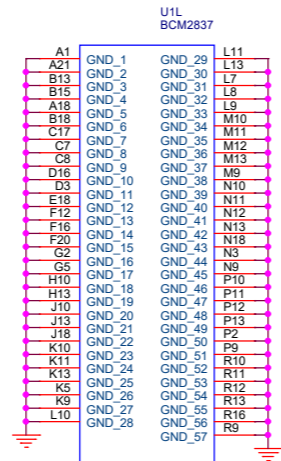 U1L
BCM2837
A1 GND_1 GND_29 L11
A21 GND_2 GND_30 L13
B13 GND_3 GND_31 L7
B15 GND_4 GND_32 L8
A18 GND_5 GND_33 L9
B18 GND_6 GND_34 M10
C17 GND_7 GND_35 M11
C7 GND_8 GND_36 M12
C8 GND_9 GND_37 M13
D16 GND_10 GND_38 M9
D3 GND_11 GND_39 N10
E18 GND_12 GND_40 N11
F12 GND_13 GND_41 N12
F16 GND_14 GND_42 N13
F20 GND_15 GND_43 N18
G2 GND_16 GND_44 N3
G5 GND_17 GND_45 N9
H10 GND_18 GND_46 P10
H13 GND_19 GND_47 P11
J10 GND_20 GND_48 P12
J13 GND_21 GND_49 P13
J18 GND_22 GND_50 P2
K10 GND_23 GND_51 P9
K11 GND_24 GND_52 R10
K13 GND_25 GND_53 R11
K5 GND_26 GND_54 R12
K9 GND_27 GND_55 R13
L10 GND_28 GND_56 R16
GND_57 R9